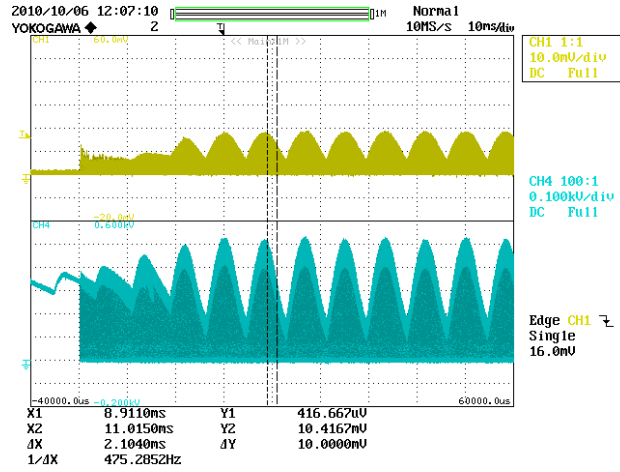 2010/10/06 12:07:10 1M Normal
YOKOGAWA ◆ 2 10MS/s 10ms/div
CH1 60.0mV << Main:1M >>
CH1 1:1
10.0mV/div
DC Full
-20.0mV
CH4 0.600kV
CH4 100:1
0.100kV/div
DC Full
Edge CH1
Single
16.0mV
-40000.0us -0.200kV 60000.0us
X1 8.9110ms Y1 416.667uV
X2 11.0150ms Y2 10.4167mV
ΔX 2.1040ms ΔY 10.0000mV
1/ΔX 475.2852Hz